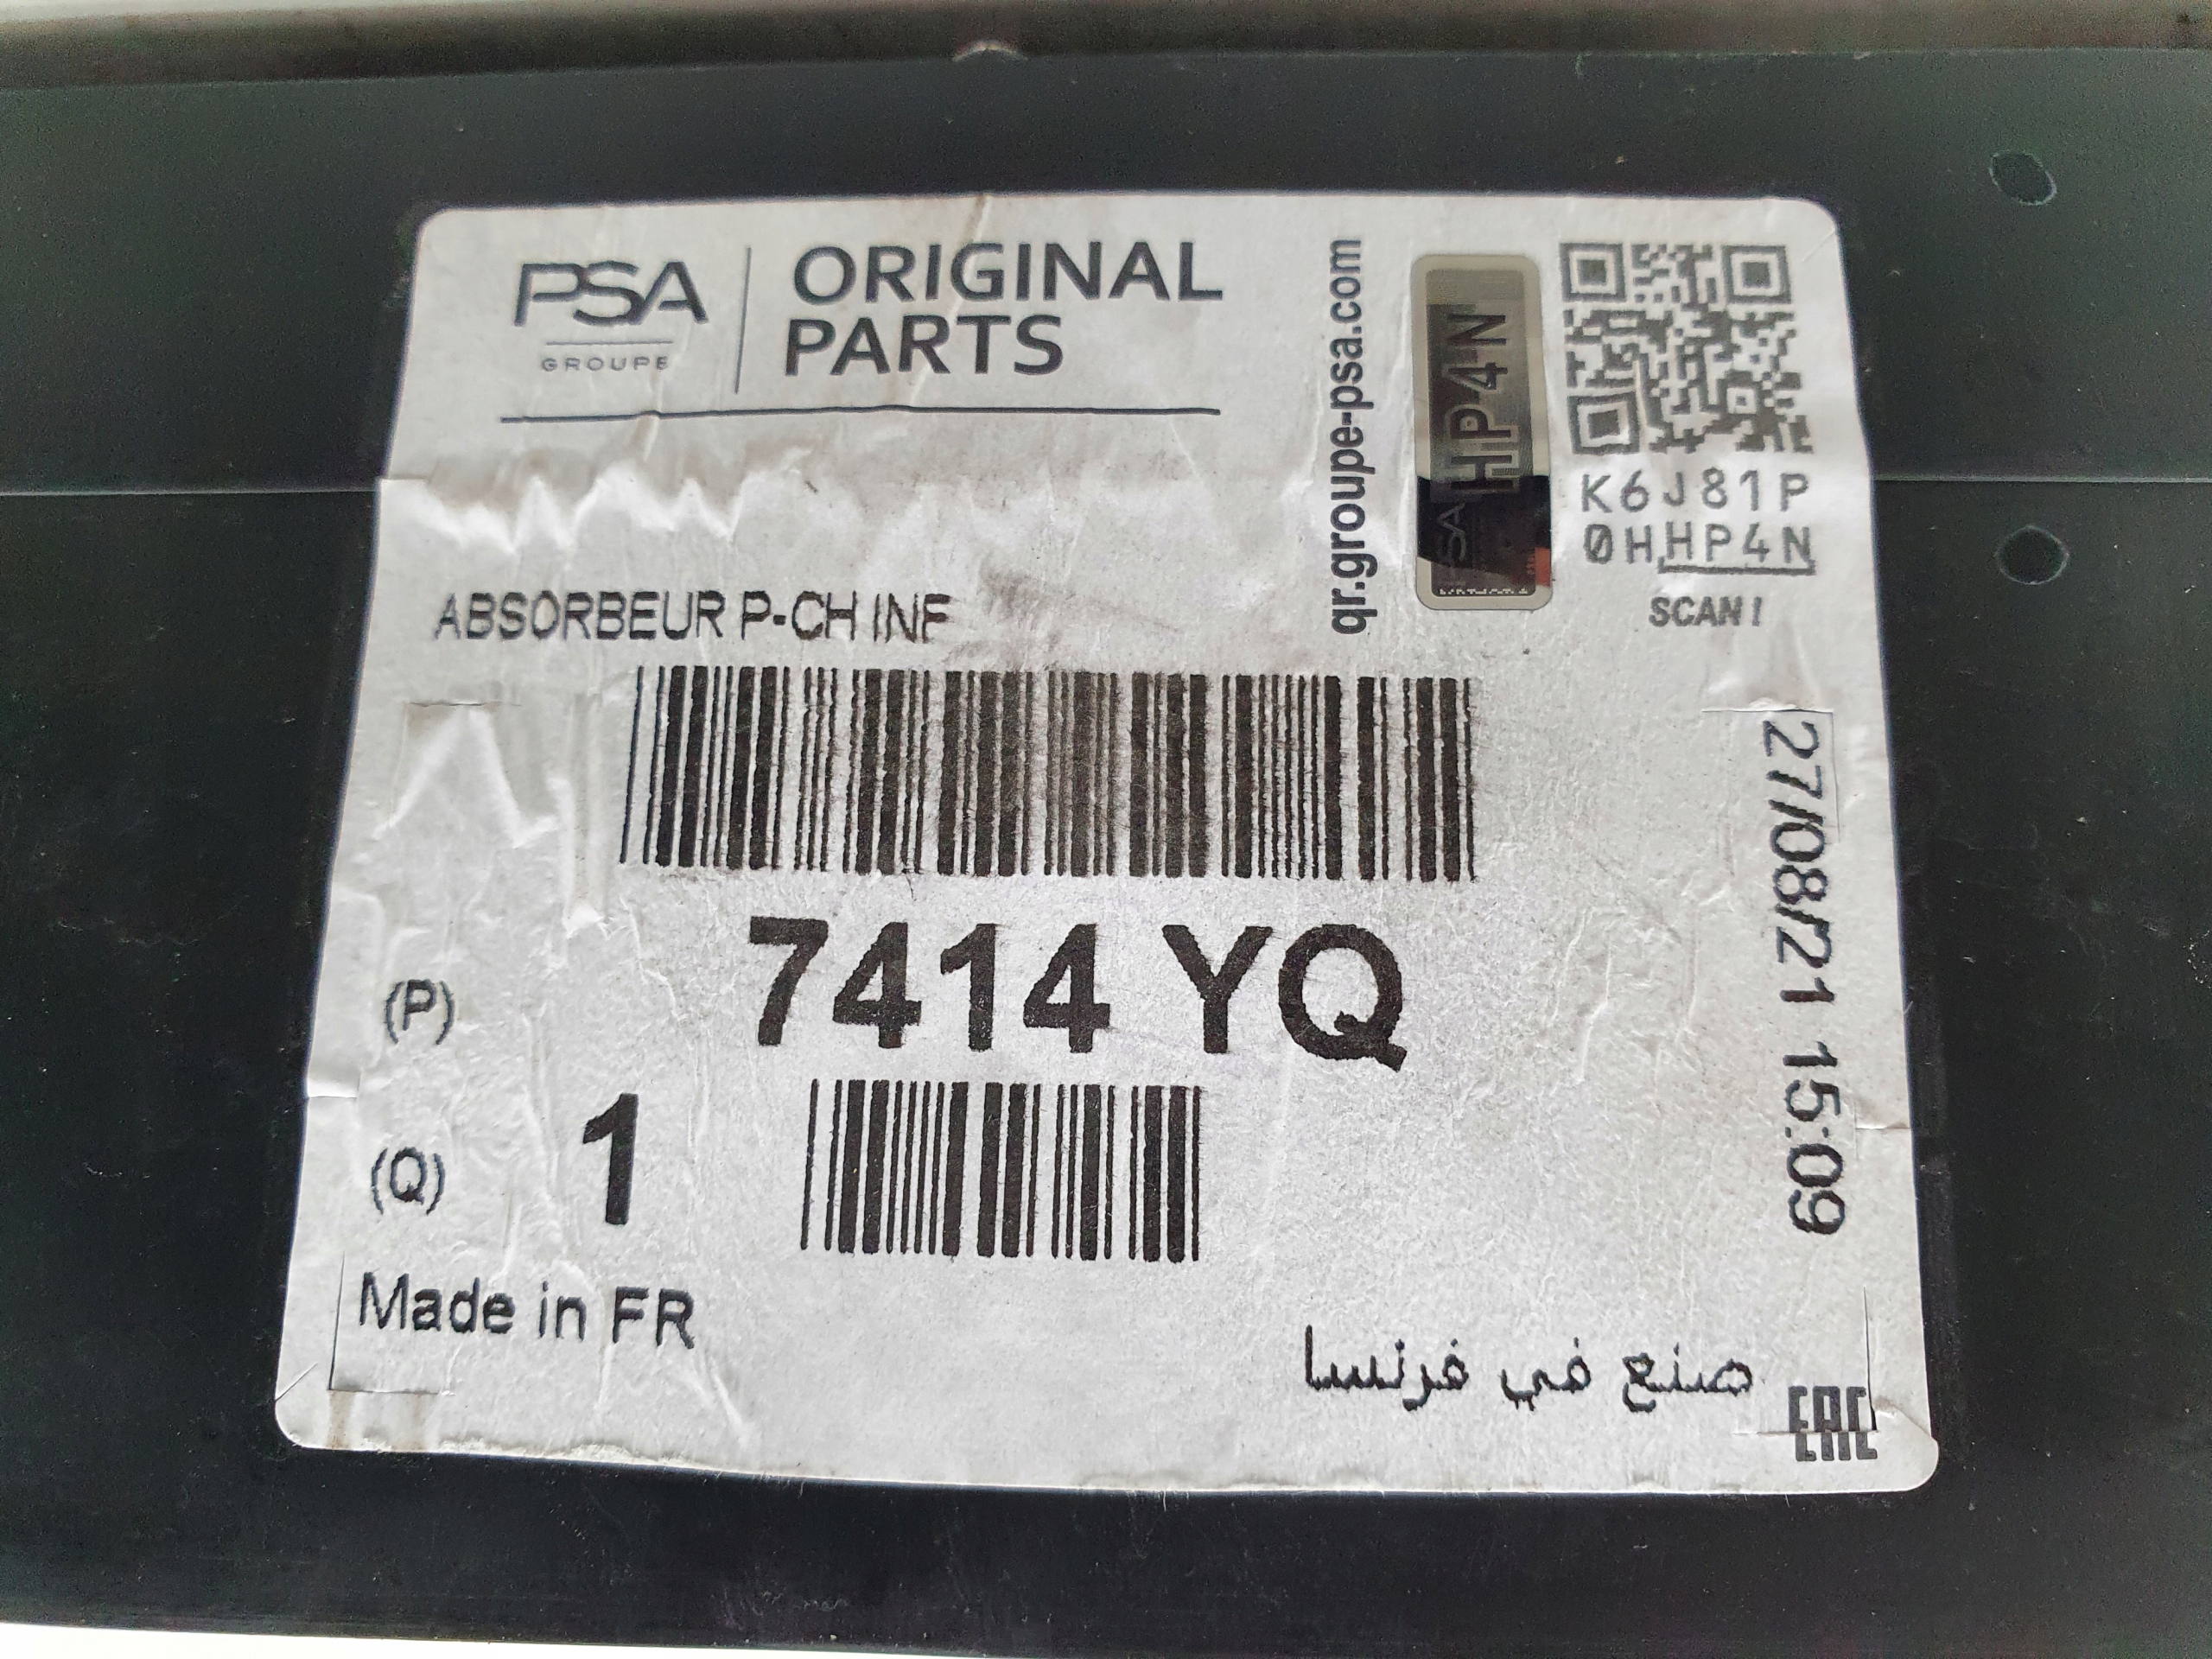 PSA
GROUPE
ORIGINAL
PARTS
qr.groupe-psa.com
HP4N
PSA
K6J81P
0HHP4N
SCAN!
ABSORBEUR P-CH INF
27/08/21 15:09
(P)
7414 YQ
(Q)
1
Made in FR
صنع في فرنسا
EAC